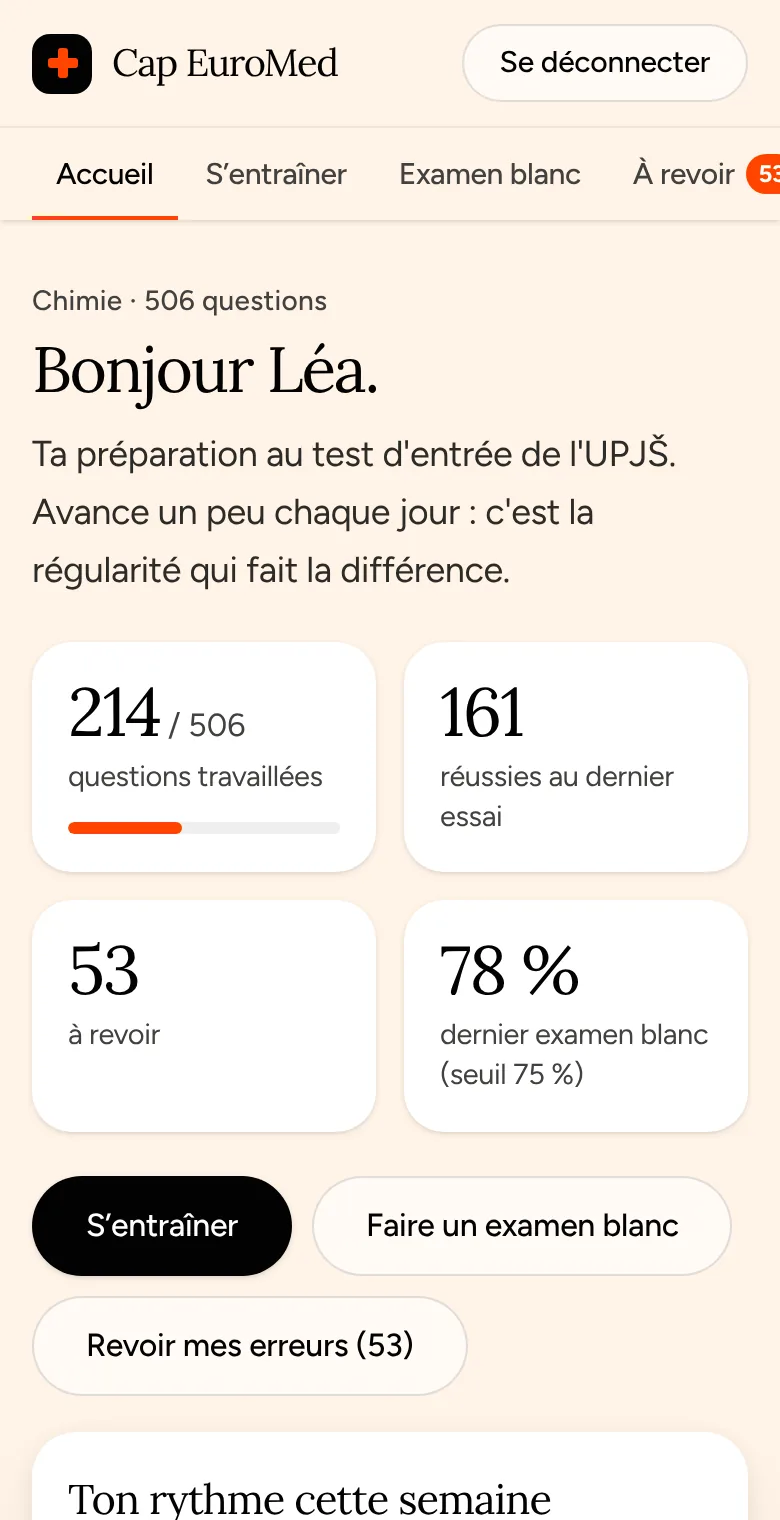 Cap EuroMed
Se déconnecter
Accueil
S’entraîner
Examen blanc
À revoir
53
Chimie · 506 questions
Bonjour Léa.
Ta préparation au test d'entrée de l'UPJŠ.
Avance un peu chaque jour : c'est la
régularité qui fait la différence.
214 / 506
questions travaillées
161
réussies au dernier
essai
53
à revoir
78 %
dernier examen blanc
(seuil 75 %)
S’entraîner
Faire un examen blanc
Revoir mes erreurs (53)
Ton rythme cette semaine